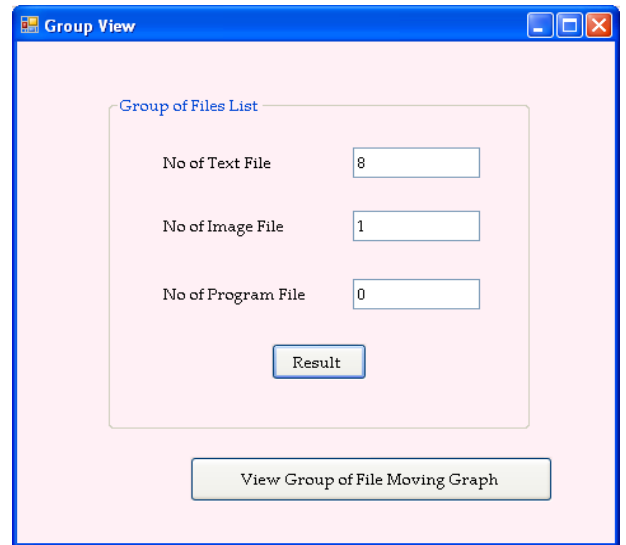 Group View
Group of Files List
No of Text File 8
No of Image File 1
No of Program File 0
Result
View Group of File Moving Graph